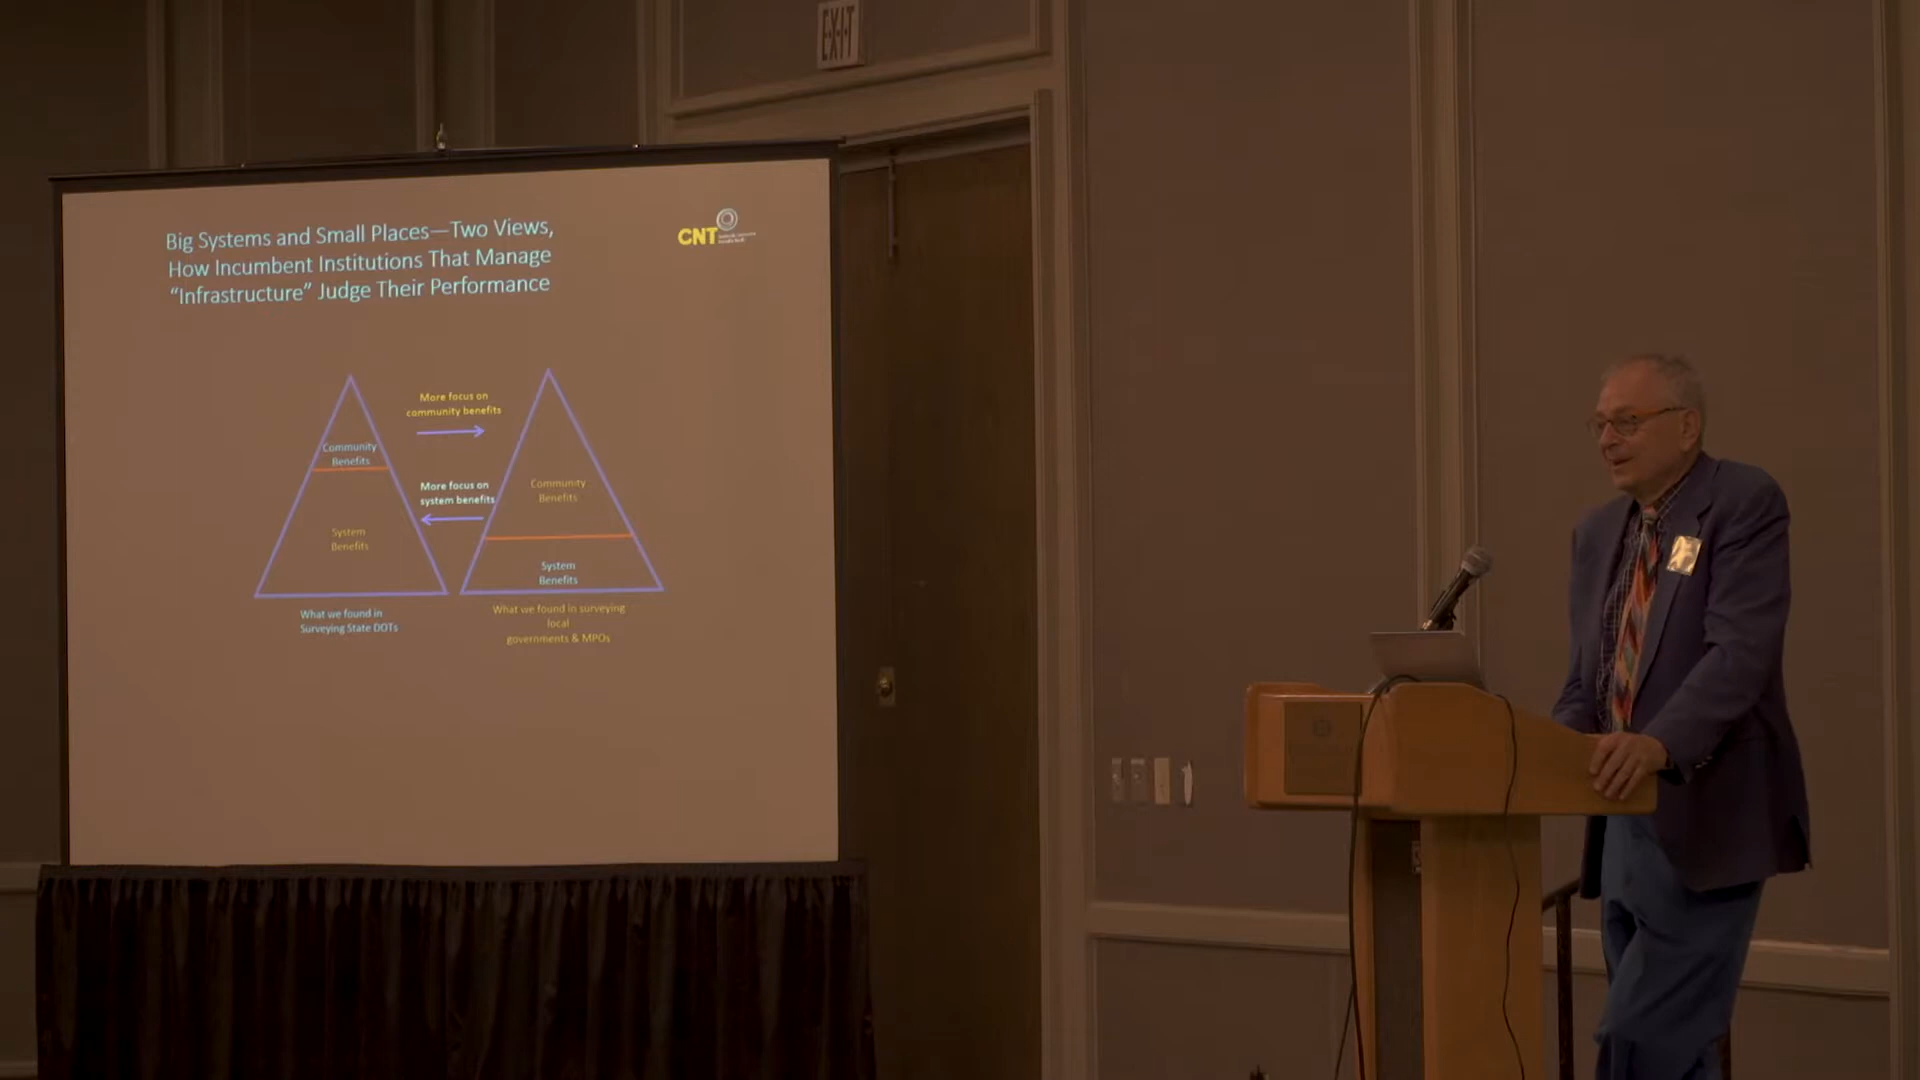 EXIT
Big Systems and Small Places—Two Views,
How Incumbent Institutions That Manage
“Infrastructure” Judge Their Performance
CNT
More focus on
community benefits
Community
Benefits
More focus on
system benefits
Community
Benefits
System
Benefits
System
Benefits
What we found in
Surveying State DOTs
What we found in surveying
local
governments & MPOs